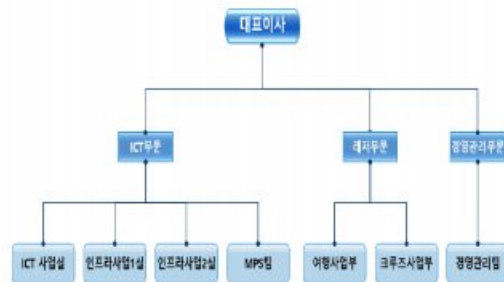 대표이사
ICT부문
레저부문
경영관리부문
ICT 사업실
인프라사업1실
인프라사업2실
MPS팀
여행사업부
크루즈사업부
경영관리팀